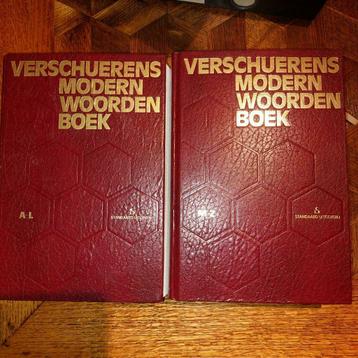 VERSCHUERENS
MODERN
WOORDEN
BOEK
A-L
STANDAARD UITGEVERIJ
VERSCHUERENS
MODERN
WOORDEN
BOEK
M-Z
STANDAARD UITGEVERIJ